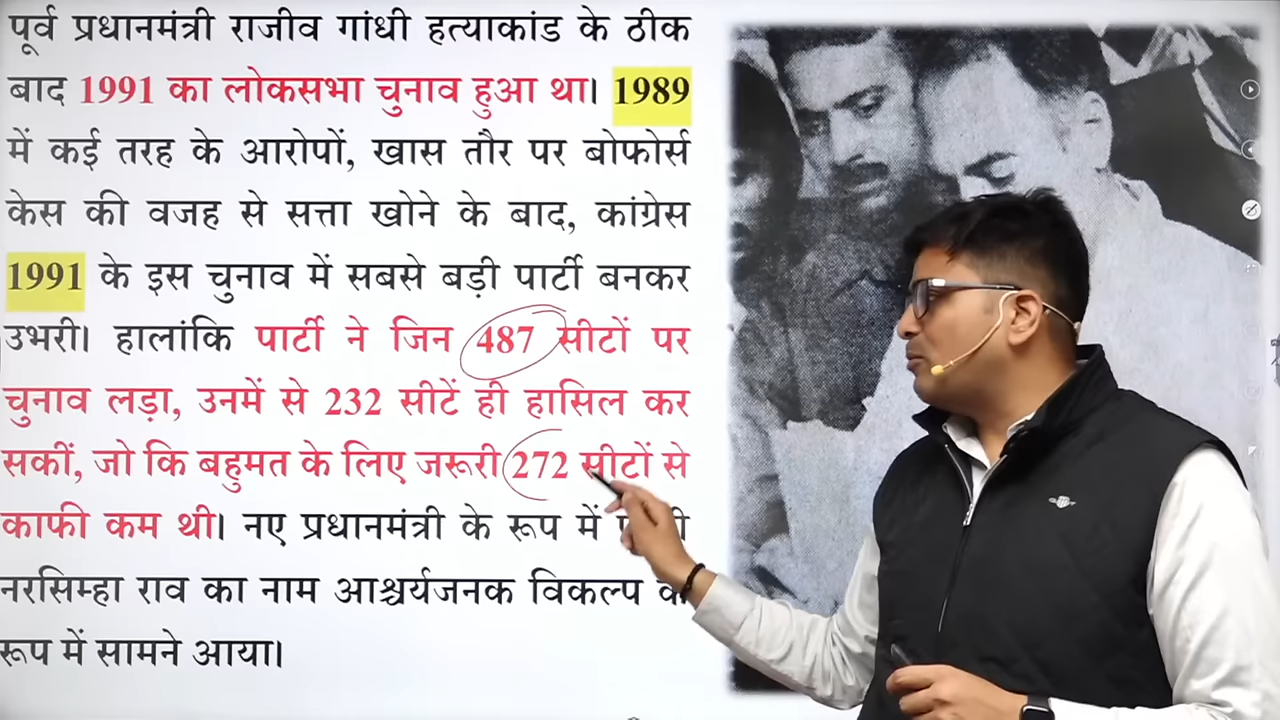 पूर्व प्रधानमंत्री राजीव गांधी हत्याकांड के ठीक
बाद 1991 का लोकसभा चुनाव हुआ था। 1989
में कई तरह के आरोपों, खास तौर पर बोफोर्स
केस की वजह से सत्ता खोने के बाद, कांग्रेस
1991 के इस चुनाव में सबसे बड़ी पार्टी बनकर
उभरी। हालांकि पार्टी ने जिन 487 सीटों पर
चुनाव लड़ा, उनमें से 232 सीटें ही हासिल कर
सकीं, जो कि बहुमत के लिए जरूरी 272 सीटों से
काफी कम थी। नए प्रधानमंत्री के रूप में
नरसिम्हा राव का नाम आश्चर्यजनक विकल्प
रूप में सामने आया।